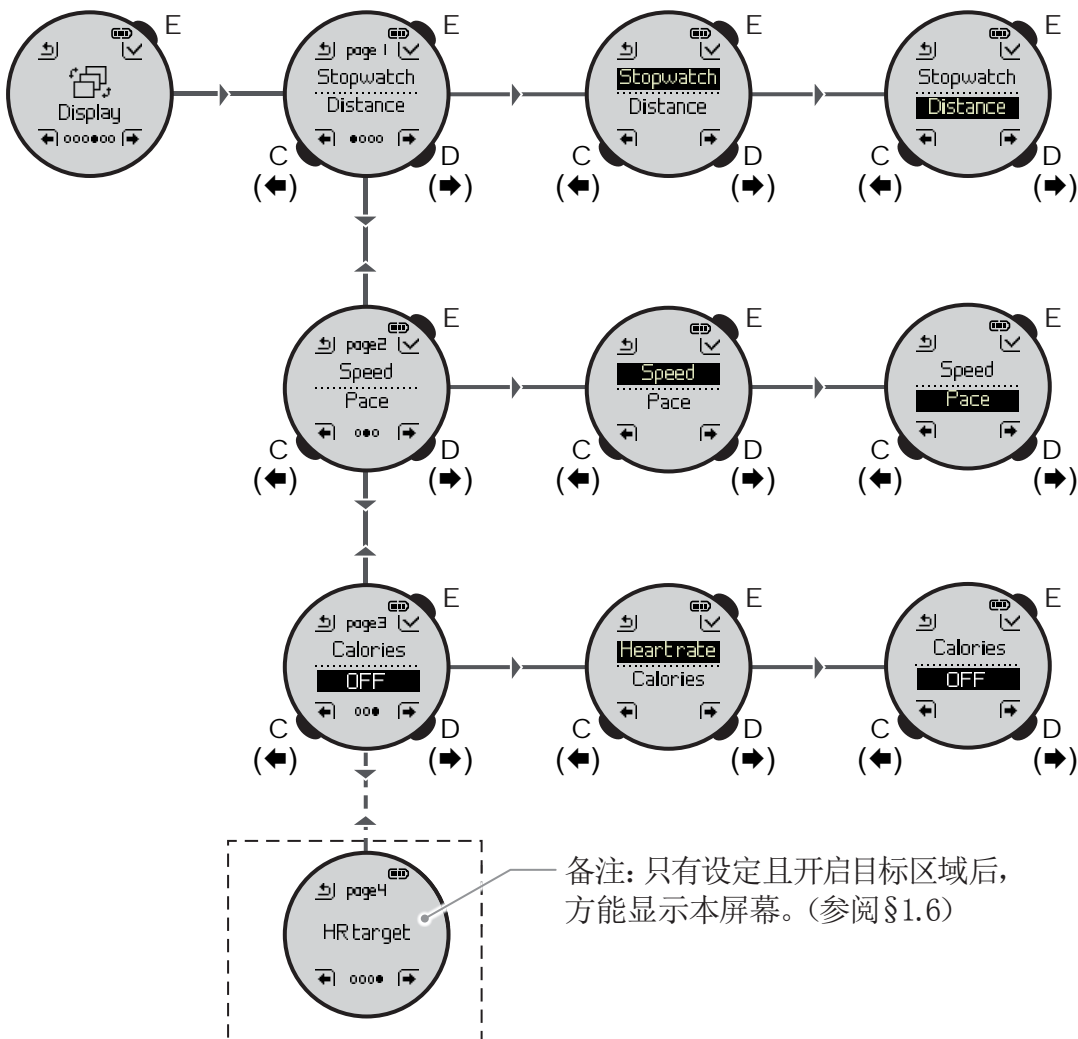 E
Display
E
page 1
Stopwatch
Distance
C
(←)
D
(→)
E
Stopwatch
Distance
C
(←)
D
(→)
E
Stopwatch
Distance
C
(←)
D
(→)
E
page2
Speed
Pace
C
(←)
D
(→)
E
Speed
Pace
C
(←)
D
(→)
E
Speed
Pace
C
(←)
D
(→)
E
page3
Calories
OFF
C
(←)
D
(→)
E
Heart rate
Calories
C
(←)
D
(→)
E
Calories
OFF
C
(←)
D
(→)
page4
HR target
备注: 只有设定且开启目标区域后,
方能显示本屏幕。(参阅§1.6)